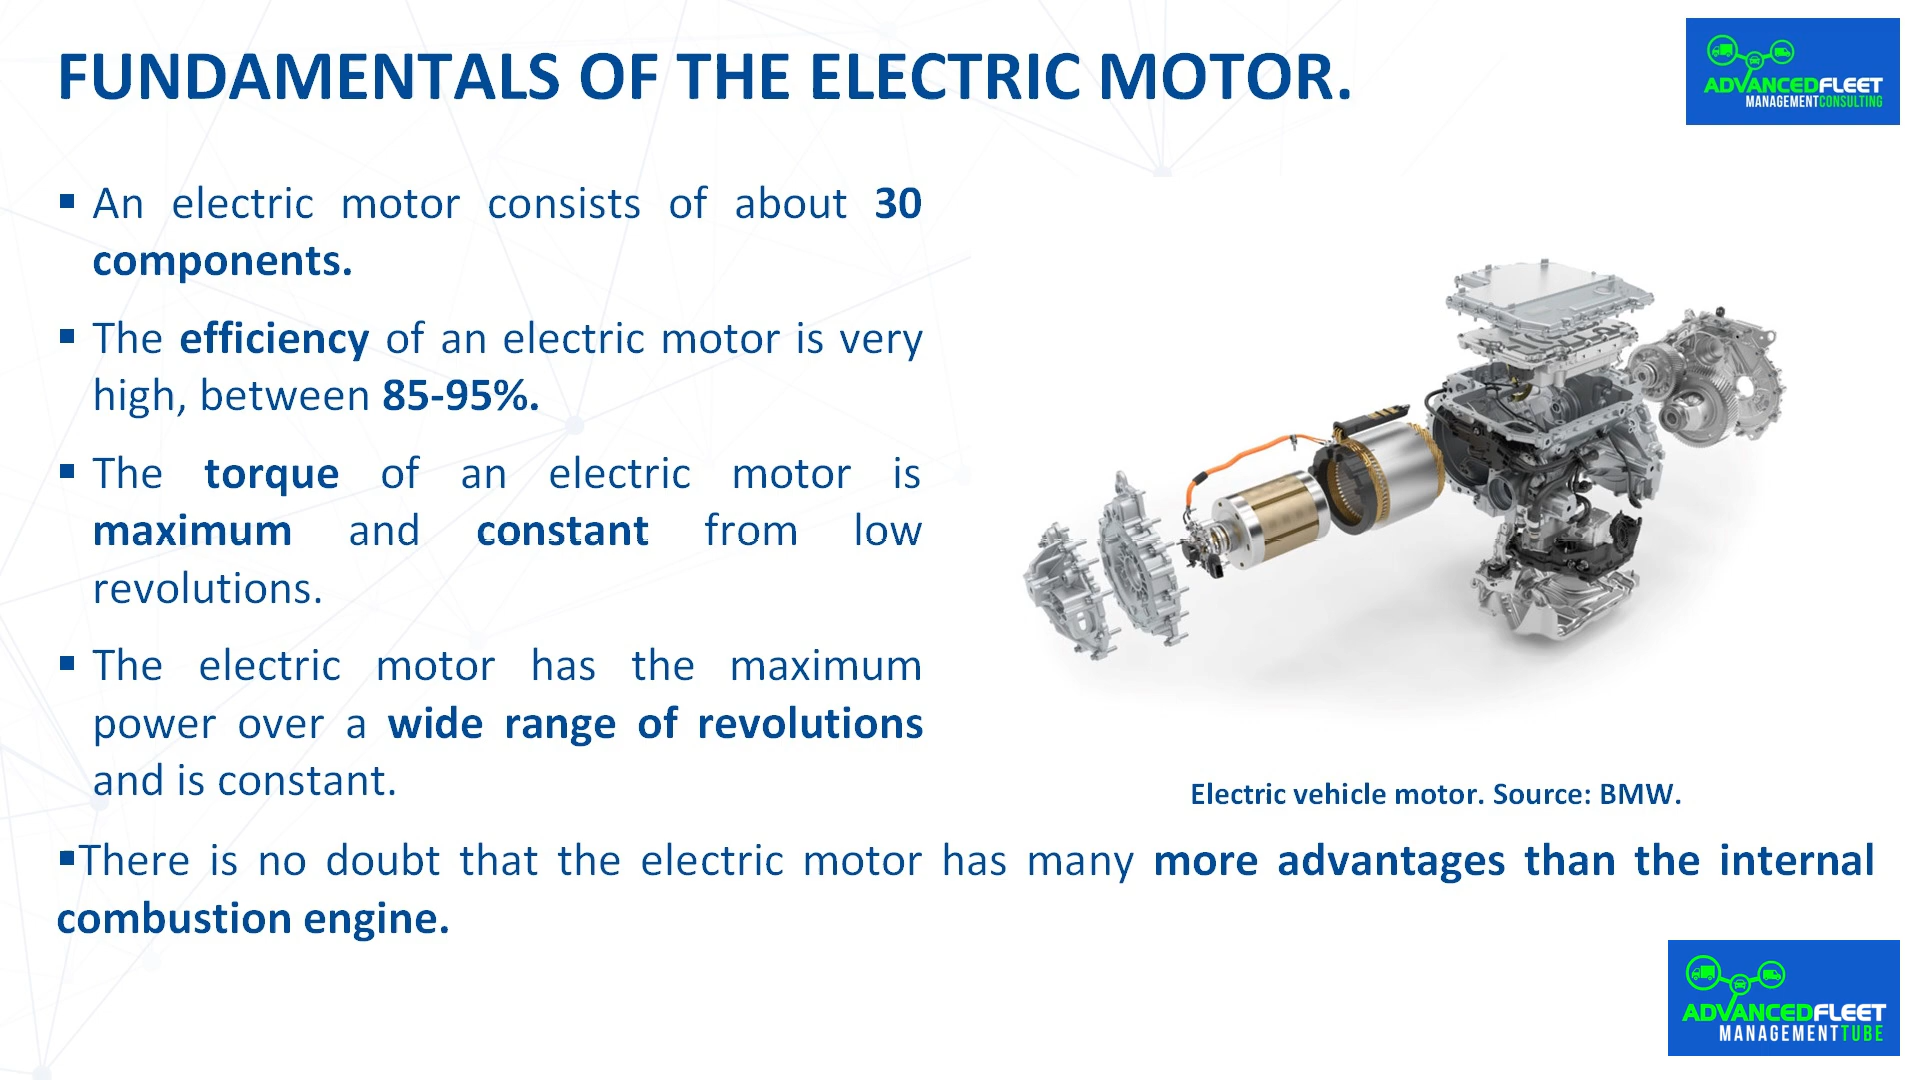 FUNDAMENTALS OF THE ELECTRIC MOTOR.
ADVANCEDFLEET
MANAGEMENTCONSULTING
▪ An electric motor consists of about 30
components.
▪ The efficiency of an electric motor is very
high, between 85-95%.
▪ The torque of an electric motor is
maximum and constant from low
revolutions.
▪ The electric motor has the maximum
power over a wide range of revolutions
and is constant.
Electric vehicle motor. Source: BMW.
▪There is no doubt that the electric motor has many more advantages than the internal
combustion engine.
ADVANCEDFLEET
MANAGEMENTTUBE